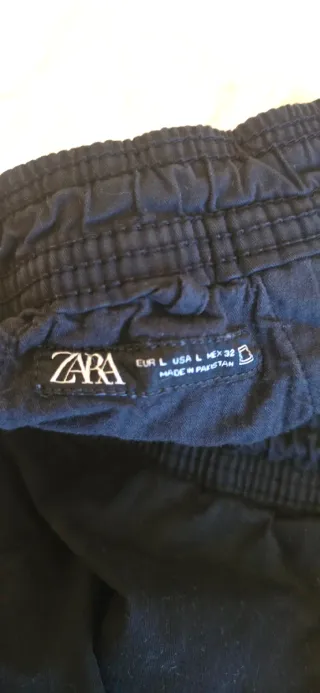 ZARA
EUR L USA L MEX 32
MADE IN PAKISTAN